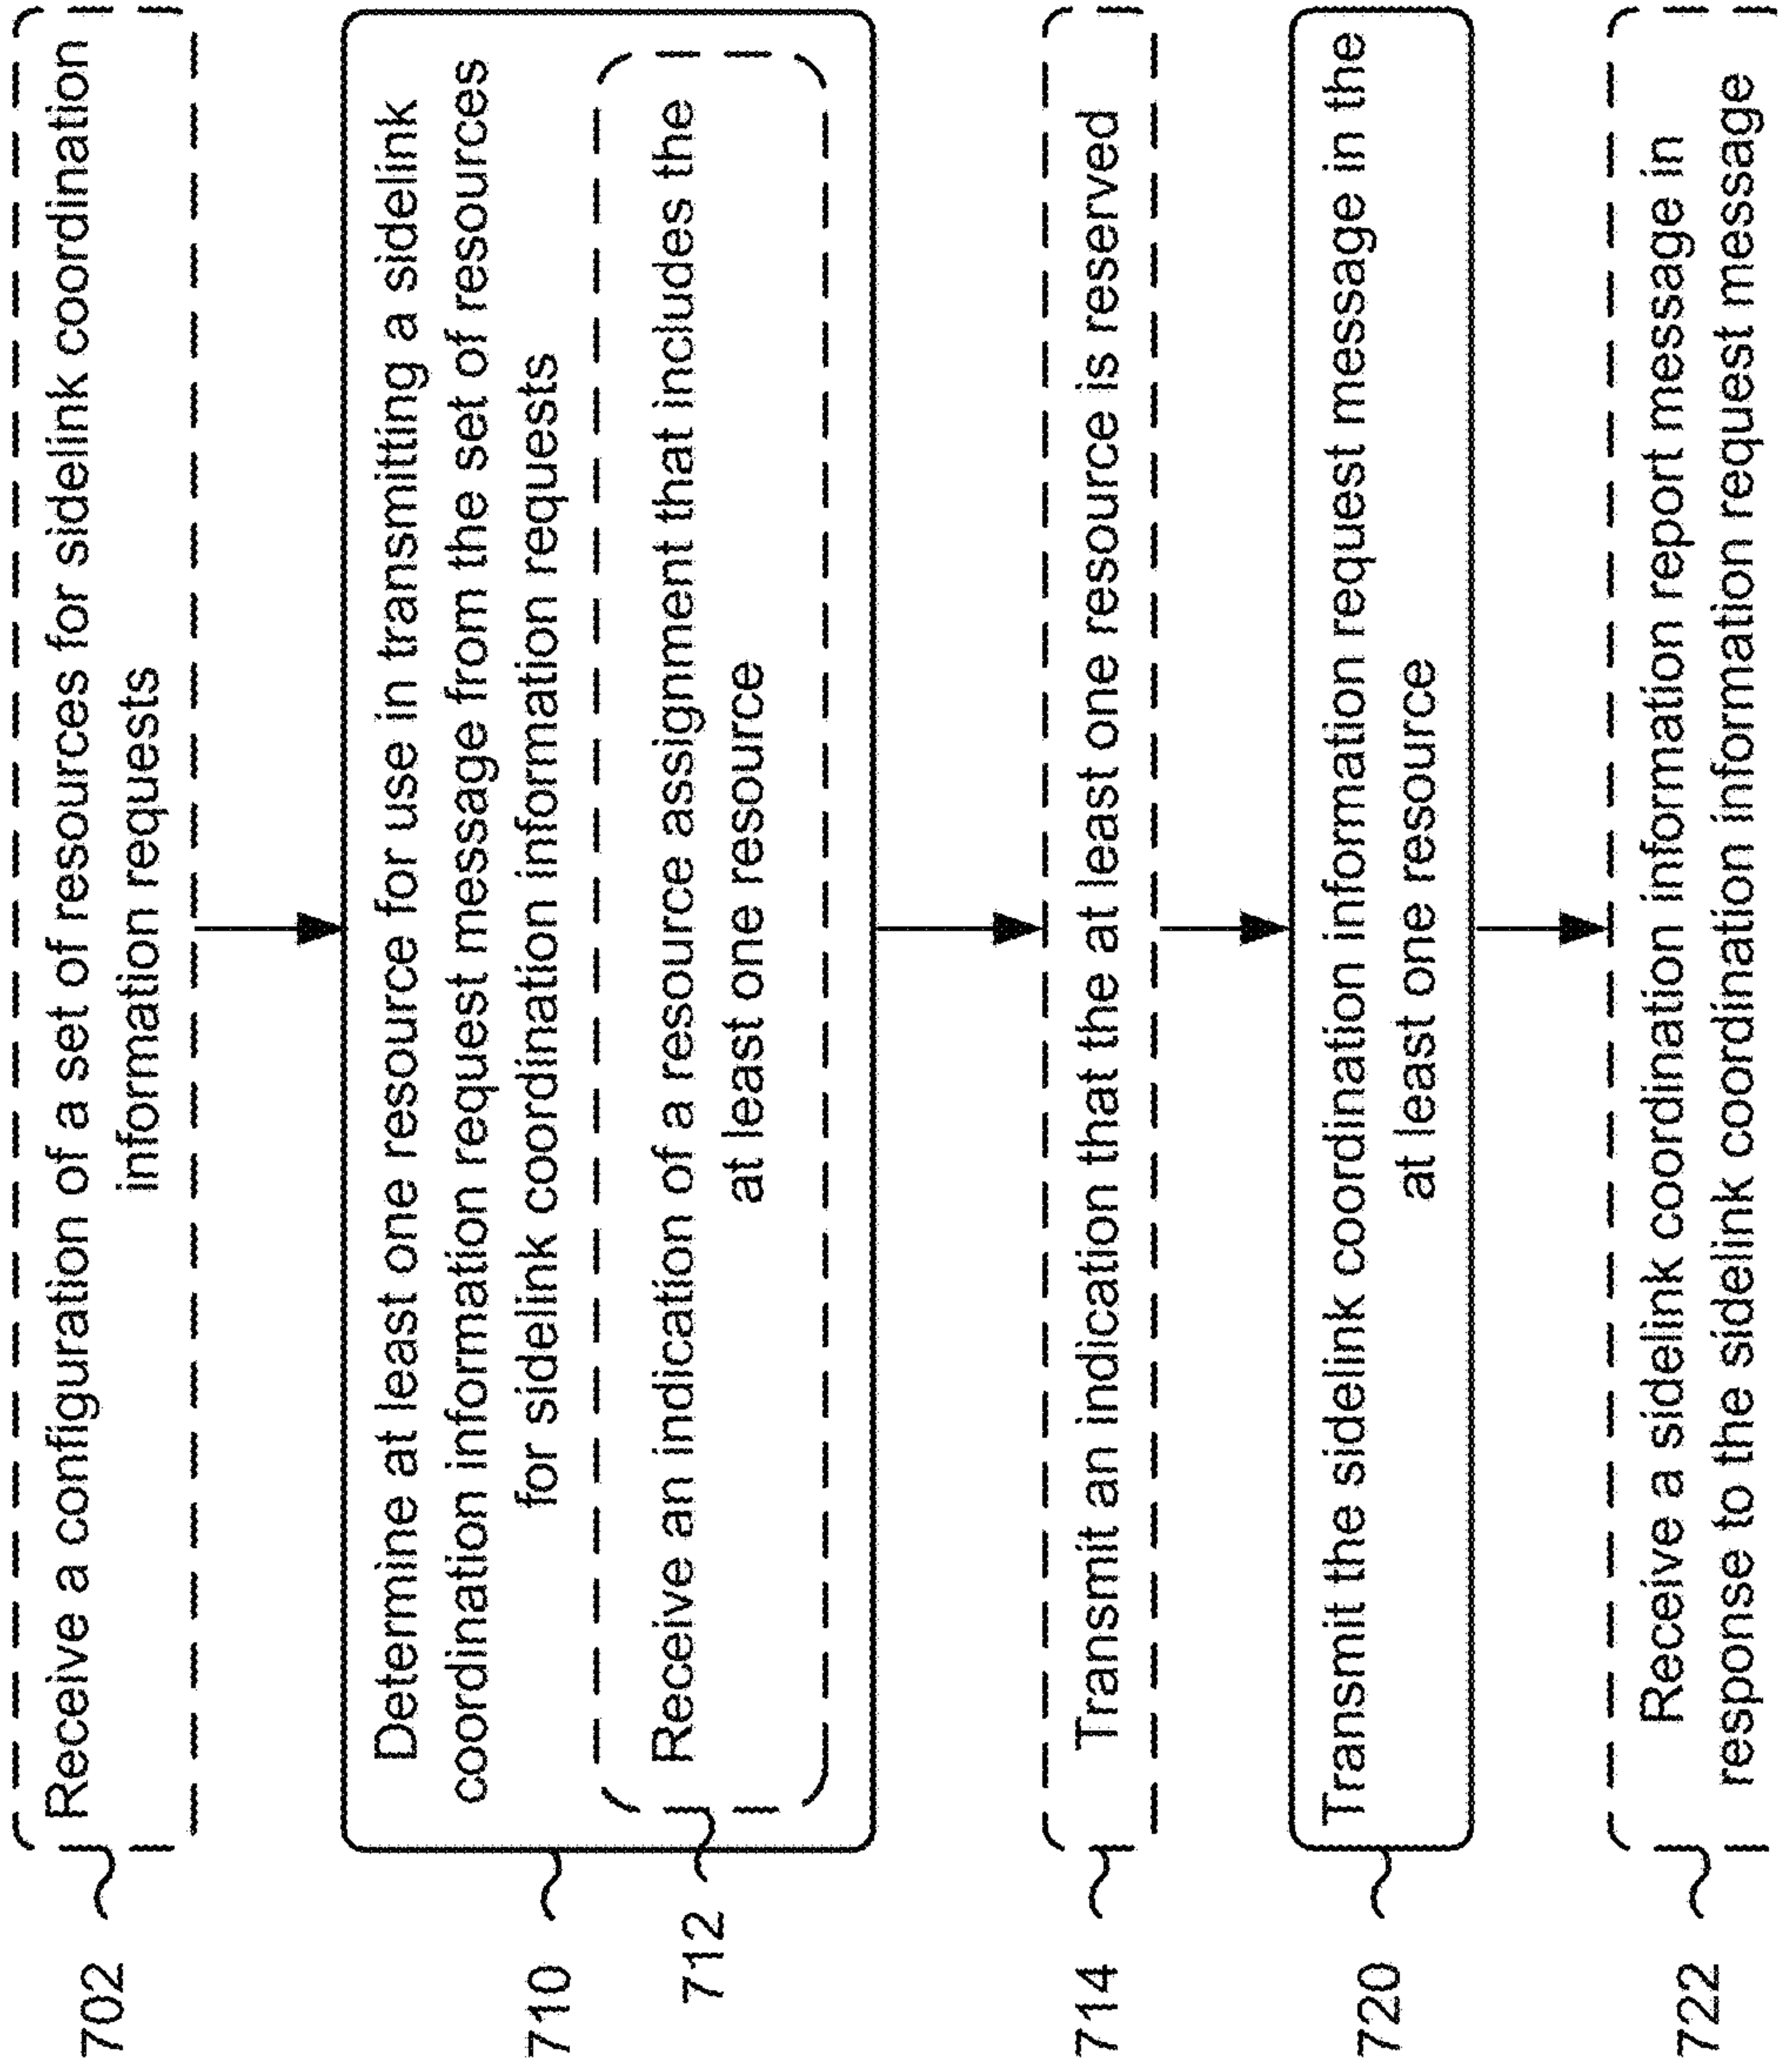 702
Receive a configuration of a set of resources for sidelink coordination
information requests
710
Determine at least one resource for use in transmitting a sidelink
coordination information request message from the set of resources
for sidelink coordination information requests
712
Receive an indication of a resource assignment that includes the
at least one resource
714
Transmit an indication that the at least one resource is reserved
720
Transmit the sidelink coordination information request message in the
at least one resource
722
Receive a sidelink coordination information report message in
response to the sidelink coordination information request message